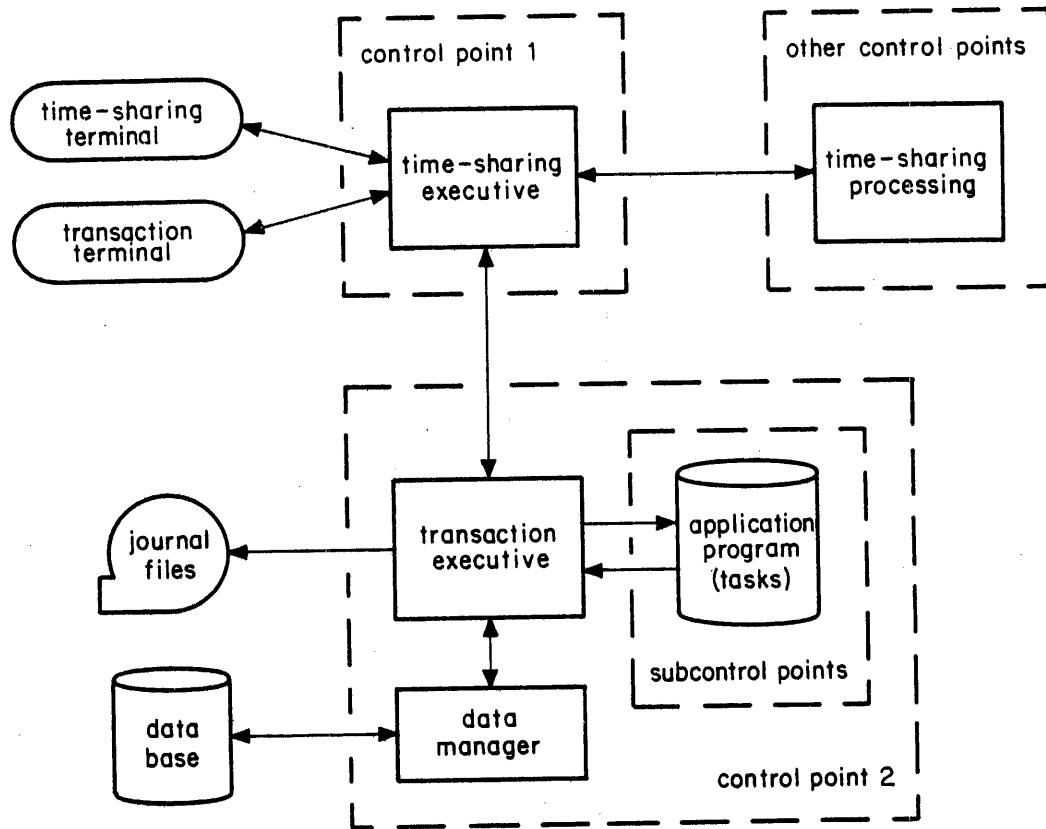 control point 1
other control points
time-sharing
terminal
time-sharing
executive
time-sharing
processing
transaction
terminal
journal
files
transaction
executive
application
program
(tasks)
subcontrol points
data
base
data
manager
control point 2